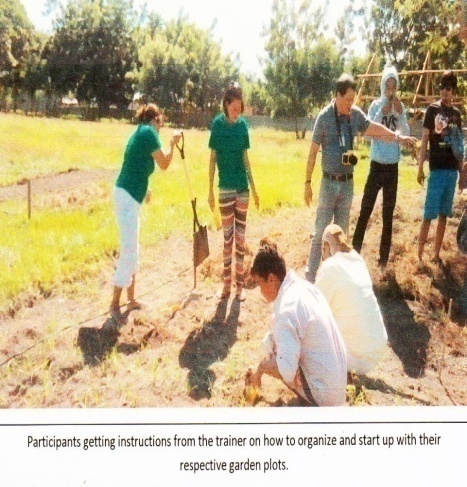 Participants getting instructions from the trainer on how to organize and start up with their
respective garden plots.